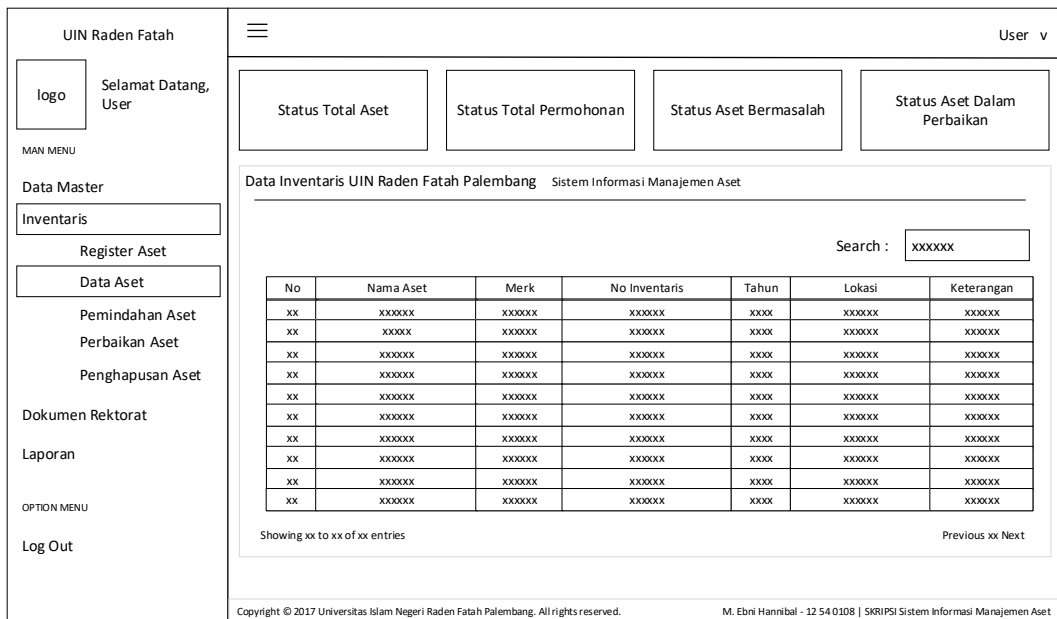 UIN Raden Fatah
logo
Selamat Datang,
User
MAN MENU
Data Master
Inventaris
Register Aset
Data Aset
Pemindahan Aset
Perbaikan Aset
Penghapusan Aset
Dokumen Rektorat
Laporan
OPTION MENU
Log Out
User v
Status Total Aset
Status Total Permohonan
Status Aset Bermasalah
Status Aset Dalam
Perbaikan
Data Inventaris UIN Raden Fatah Palembang Sistem Informasi Manajemen Aset
Search : xxxxxx
No Nama Aset Merk No Inventaris Tahun Lokasi Keterangan
xx xxxxxx xxxxxx xxxxxx xxxx xxxxxx xxxxxx
xx xxxxx xxxxxx xxxxxx xxxx xxxxxx xxxxxx
xx xxxxxx xxxxxx xxxxxx xxxx xxxxxx xxxxxx
xx xxxxxx xxxxxx xxxxxx xxxx xxxxxx xxxxxx
xx xxxxxx xxxxxx xxxxxx xxxx xxxxxx xxxxxx
xx xxxxxx xxxxxx xxxxxx xxxx xxxxxx xxxxxx
xx xxxxxx xxxxxx xxxxxx xxxx xxxxxx xxxxxx
xx xxxxxx xxxxxx xxxxxx xxxx xxxxxx xxxxxx
xx xxxxxx xxxxxx xxxxxx xxxx xxxxxx xxxxxx
xx xxxxxx xxxxxx xxxxxx xxxx xxxxxx xxxxxx
Showing xx to xx of xx entries
Previous xx Next
Copyright © 2017 Universitas Islam Negeri Raden Fatah Palembang. All rights reserved.
M. Ebni Hannibal - 12 54 0108 | SKRIPSI Sistem Informasi Manajemen Aset